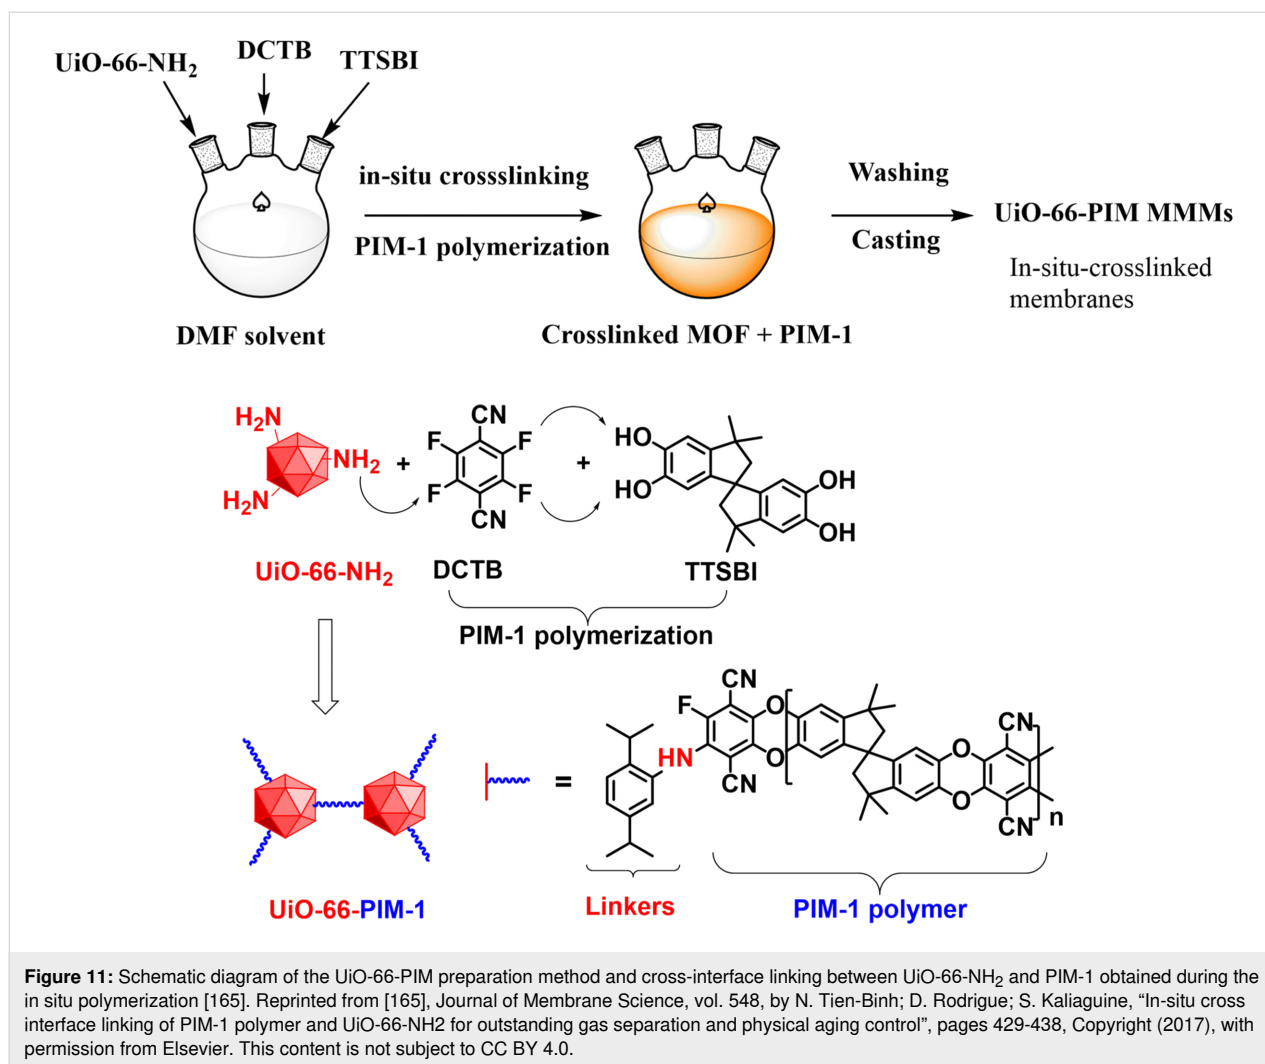 UiO-66-NH2
DCTB
TTSBI
in-situ crossslinking
PIM-1 polymerization
Washing
Casting
UiO-66-PIM MMMs
In-situ-crosslinked
membranes
DMF solvent
Crosslinked MOF + PIM-1
H2N
NH2
H2N
+
CN
F
F
F
F
CN
+
HO
HO
OH
OH
UiO-66-NH2
DCTB
TTSBI
PIM-1 polymerization
=
HN
F
CN
CN
O
O
O
O
CN
CN
n
UiO-66-PIM-1
Linkers
PIM-1 polymer
Figure 11: Schematic diagram of the UiO-66-PIM preparation method and cross-interface linking between UiO-66-NH2 and PIM-1 obtained during the
in situ polymerization [165]. Reprinted from [165], Journal of Membrane Science, vol. 548, by N. Tien-Binh; D. Rodrigue; S. Kaliaguine, “In-situ cross
interface linking of PIM-1 polymer and UiO-66-NH2 for outstanding gas separation and physical aging control”, pages 429-438, Copyright (2017), with
permission from Elsevier. This content is not subject to CC BY 4.0.